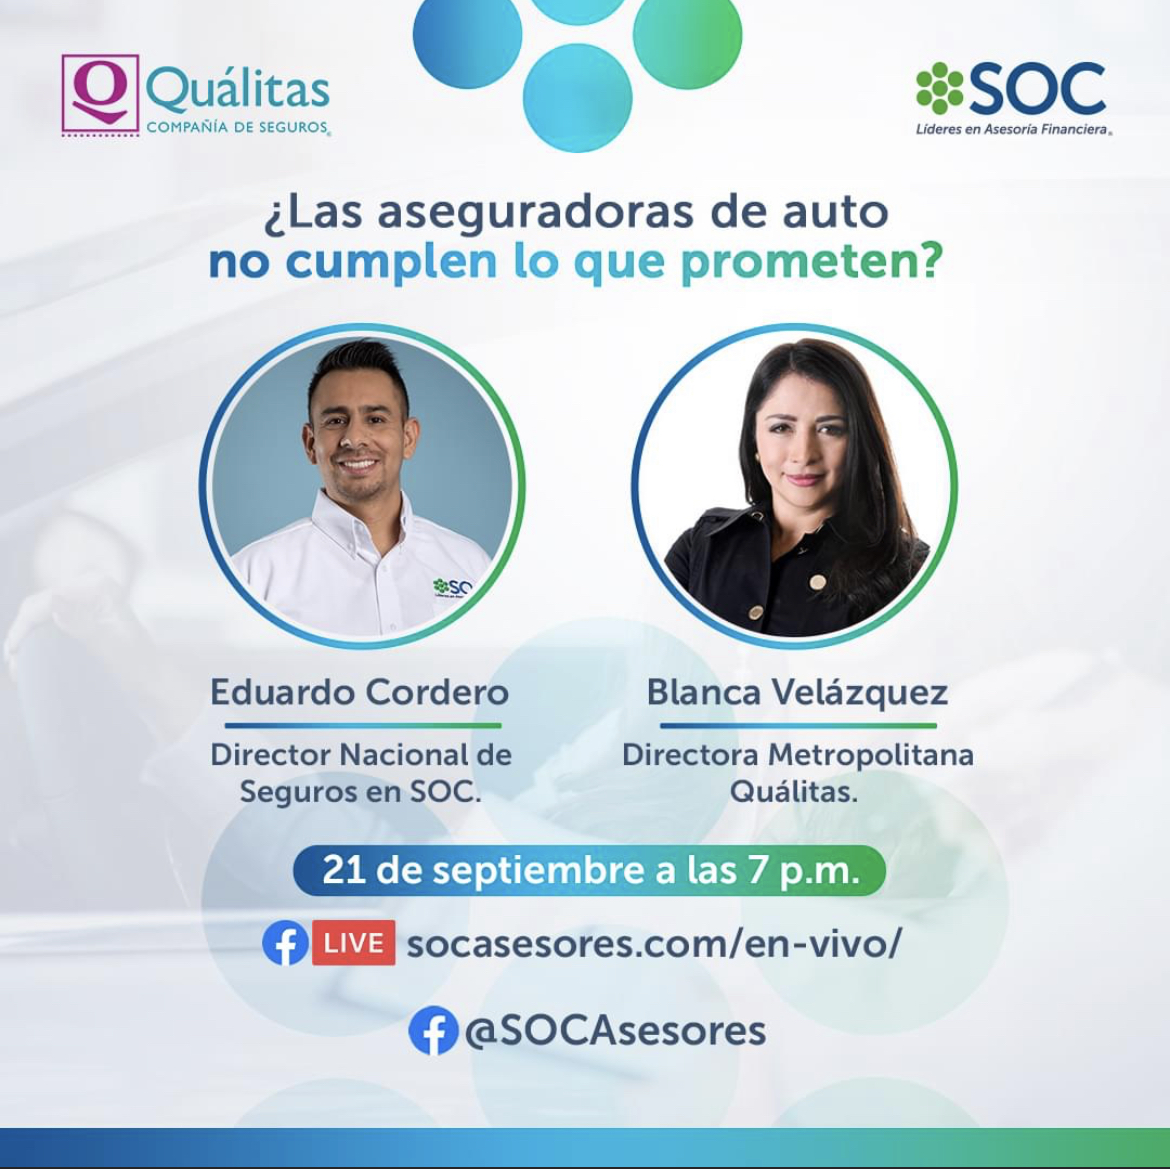 Q Quálitas
COMPAÑÍA DE SEGUROS®
SOC
Líderes en Asesoría Financiera®
¿Las aseguradoras de auto
no cumplen lo que prometen?
SO
Eduardo Cordero
Director Nacional de
Seguros en SOC.
Blanca Velázquez
Directora Metropolitana
Quálitas.
21 de septiembre a las 7 p.m.
f LIVE socasesores.com/en-vivo/
f @SOCAsesores